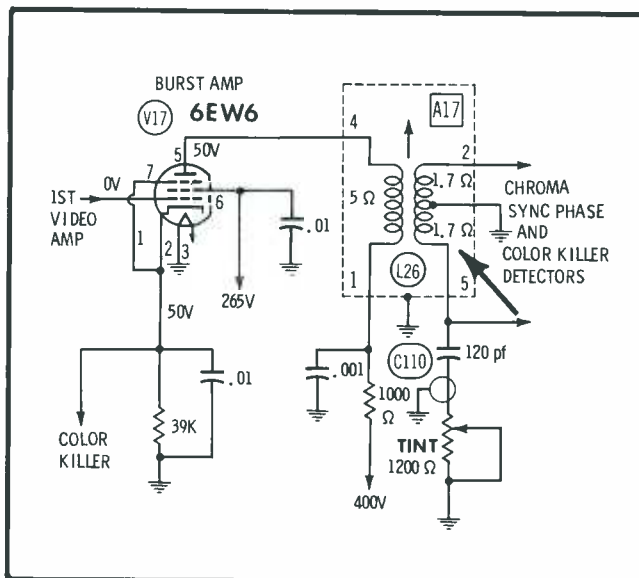 BURST AMP
V17 6EW6
A17
4
5 50V
7
2
0V
1ST
VIDEO
AMP
6
5 Ω
1.7 Ω
1.7 Ω
CHROMA
SYNC PHASE
AND
COLOR KILLER
DETECTORS
.01
1
2
3
265V
L26
1
5
50V
120 pf
C110
.001
1000
Ω
.01
39K
COLOR
KILLER
TINT
1200 Ω
400V